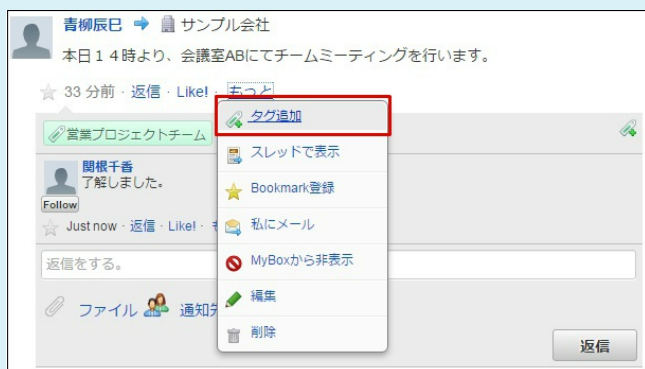 青柳辰巳 サンプル会社
本日14時より、会議室ABにてチームミーティングを行います。
33 分前 · 返信 · Like! · もっと
タグ追加
営業プロジェクトチーム
スレッドで表示
関根千香
了解しました。
Follow
Bookmark登録
Just now · 返信 · Like! ·
私にメール
返信をする。
MyBoxから非表示
編集
ファイル 通知
削除
返信